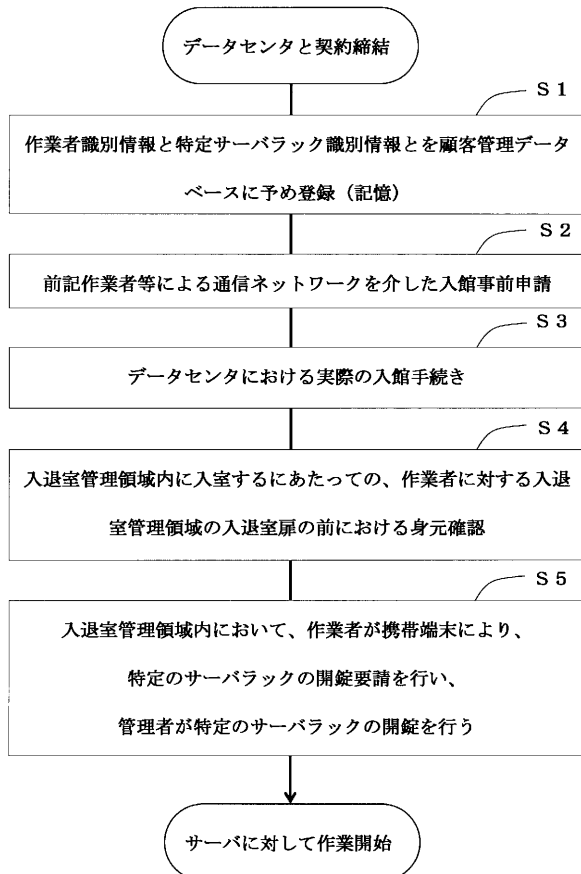 データセンタと契約締結
S1
作業者識別情報と特定サーバラック識別情報とを顧客管理データ
ベースに予め登録（記憶）
S2
前記作業者等による通信ネットワークを介した入館事前申請
S3
データセンタにおける実際の入館手続き
S4
入退室管理領域内に入室するにあたっての、作業者に対する入退
室管理領域の入退室扉の前における身元確認
S5
入退室管理領域内において、作業者が携帯端末により、
特定のサーバラックの開錠要請を行い、
管理者が特定のサーバラックの開錠を行う
サーバに対して作業開始